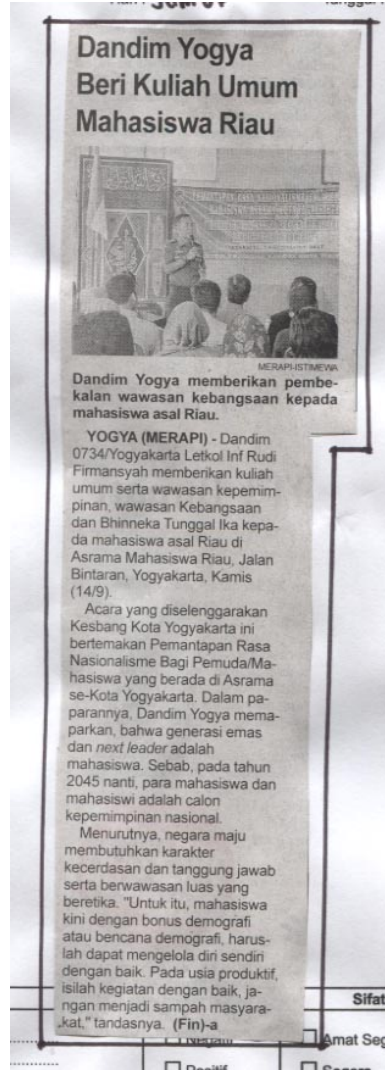 Dandim Yogya
Beri Kuliah Umum
Mahasiswa Riau
MERAPI-ISTIMEWA
Dandim Yogya memberikan pembe-
kalan wawasan kebangsaan kepada
mahasiswa asal Riau.
YOGYA (MERAPI) - Dandim
0734/Yogyakarta Letkol Inf Rudi
Firmansyah memberikan kuliah
umum serta wawasan kepemim-
pinan, wawasan Kebangsaan
dan Bhinneka Tunggal Ika kepa-
da mahasiswa asal Riau di
Asrama Mahasiswa Riau, Jalan
Bintaran, Yogyakarta, Kamis
(14/9).
Acara yang diselenggarakan
Kesbang Kota Yogyakarta ini
bertemakan Pemantapan Rasa
Nasionalisme Bagi Pemuda/Ma-
hasiswa yang berada di Asrama
se-Kota Yogyakarta. Dalam pa-
parannya, Dandim Yogya mema-
parkan, bahwa generasi emas
dan next leader adalah
mahasiswa. Sebab, pada tahun
2045 nanti, para mahasiswa dan
mahasiswi adalah calon
kepemimpinan nasional.
Menurutnya, negara maju
membutuhkan karakter
kecerdasan dan tanggung jawab
serta berwawasan luas yang
beretika. "Untuk itu, mahasiswa
kini dengan bonus demografi
atau bencana demografi, harus-
lah dapat mengelola diri sendiri
dengan baik. Pada usia produktif,
isilah kegiatan dengan baik, ja-
ngan menjadi sampah masyara-
kat," tandasnya. (Fin)-a
Sifat
Amat Seg